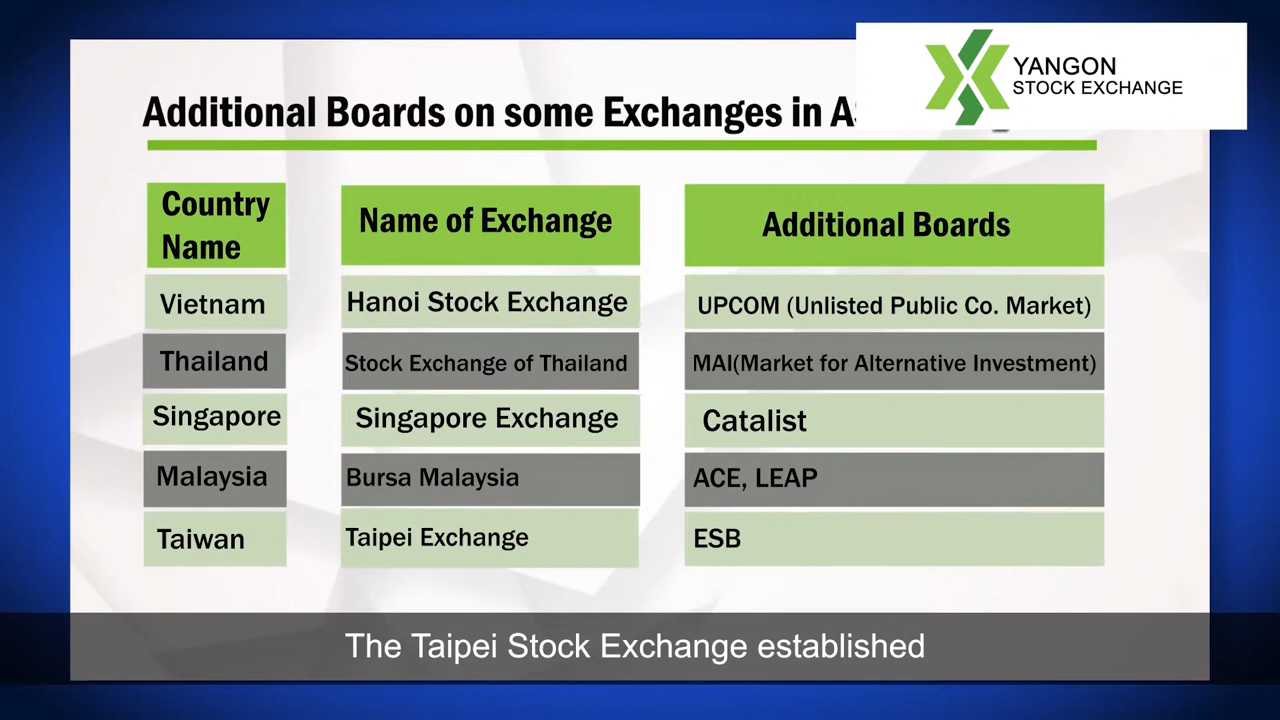 YANGON
STOCK EXCHANGE
Additional Boards on some Exchanges in
Country Name
Name of Exchange
Additional Boards
Vietnam
Hanoi Stock Exchange
UPCOM (Unlisted Public Co. Market)
Thailand
Stock Exchange of Thailand
MAI(Market for Alternative Investment)
Singapore
Singapore Exchange
Catalist
Malaysia
Bursa Malaysia
ACE, LEAP
Taiwan
Taipei Exchange
ESB
The Taipei Stock Exchange established